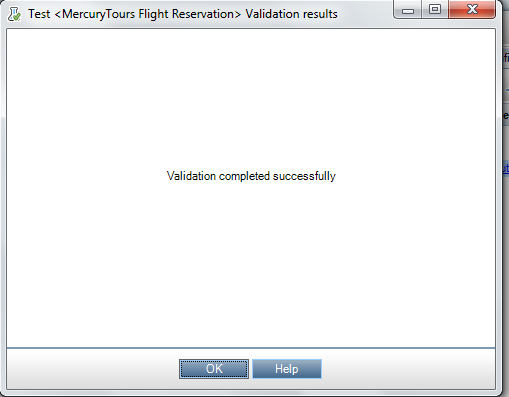 Test <MercuryTours Flight Reservation> Validation results
Validation completed successfully
OK
Help